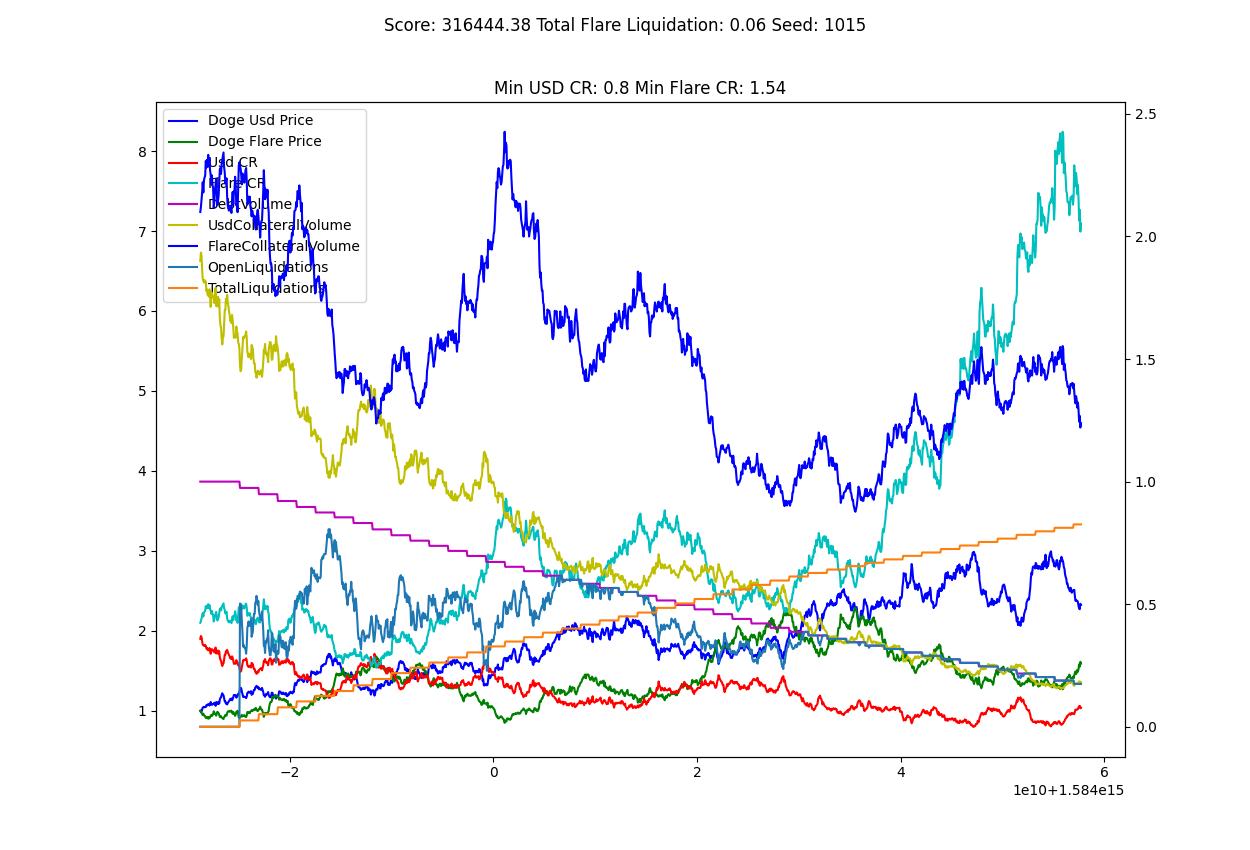 Score: 316444.38 Total Flare Liquidation: 0.06 Seed: 1015
Min USD CR: 0.8 Min Flare CR: 1.54
Doge Usd Price
Doge Flare Price
Usd CR
Flare CR
DebtVolume
UsdCollateralVolume
FlareCollateralVolume
OpenLiquidations
TotalLiquidations
8
7
6
5
4
3
2
1
2.5
2.0
1.5
1.0
0.5
0.0
−2
0
2
4
6
1e10+1.584e15